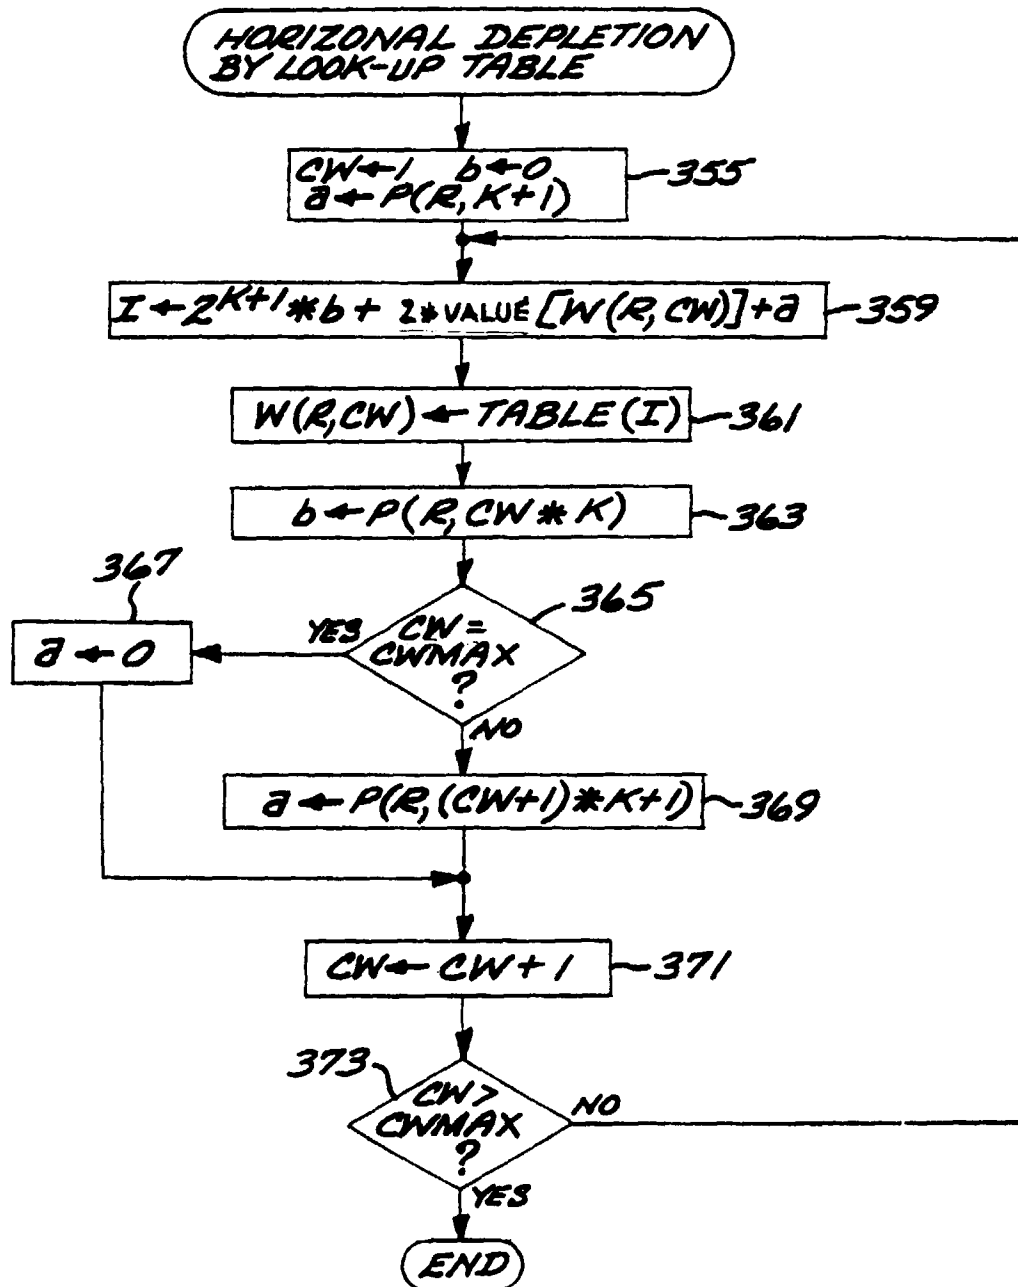 HORIZONAL DEPLETION
BY LOOK-UP TABLE
CW←1 b←0
a←P(R,K+1)
355
I←2^{K+1}*b+ 2*VALUE [W(R,CW)]+a
359
W(R,CW)←TABLE(I)
361
b←P(R,CW*K)
363
367
365
CW=
CWMAX
?
YES
a←0
NO
a←P(R,(CW+1)*K+1)
369
CW←CW+1
371
373
CW>
CWMAX
?
NO
YES
END